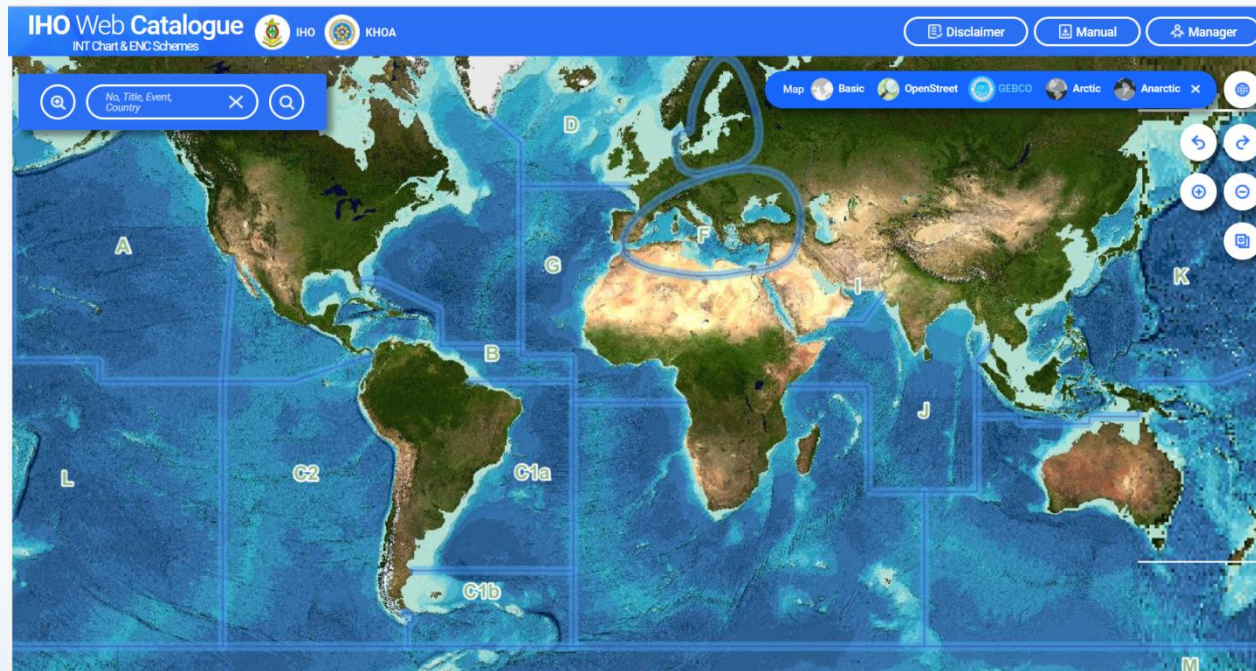 IHO Web Catalogue
INT Chart & ENC Schemes
IHO
KHOA
Disclaimer
Manual
Manager
No, Title, Event,
Country
Map
Basic
OpenStreet
GEBCO
Arctic
Anarctic
D
A
F
G
I
K
B
J
L
C2
C1a
C1b
M